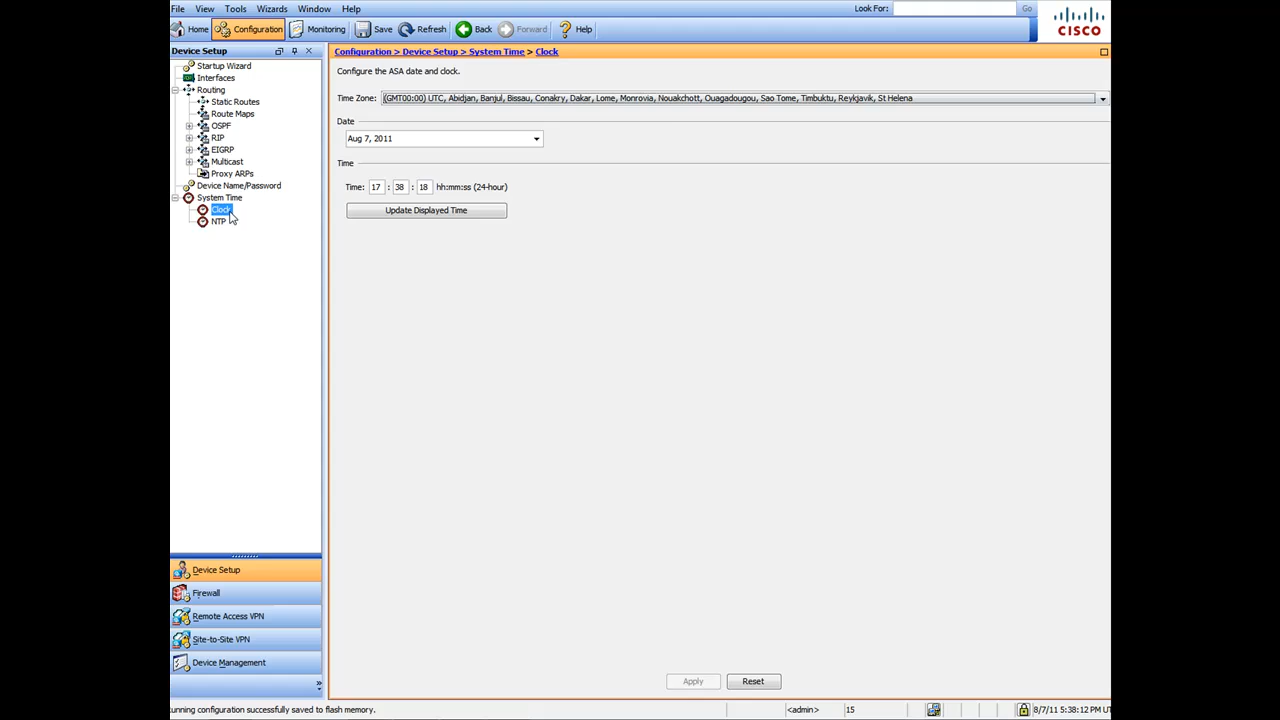 File View Tools Wizards Window Help Look For: Go
Home Configuration Monitoring Save Refresh Back Forward Help
CISCO
Device Setup
Startup Wizard
Interfaces
Routing
Static Routes
Route Maps
OSPF
RIP
EIGRP
Multicast
Proxy ARPs
Device Name/Password
System Time
Clock
NTP
Device Setup
Firewall
Remote Access VPN
Site-to-Site VPN
Device Management
»
Configuration > Device Setup > System Time > Clock
Configure the ASA date and clock.
Time Zone: (GMT00:00) UTC, Abidjan, Banjul, Bissau, Conakry, Dakar, Lome, Monrovia, Nouakchott, Ouagadougou, Sao Tome, Timbuktu, Reykjavik, St Helena
Date
Aug 7, 2011
Time
Time: 17 : 38 : 18 hh:mm:ss (24-hour)
Update Displayed Time
Apply Reset
unning configuration successfully saved to flash memory. <admin> 15 8/7/11 5:38:12 PM UT